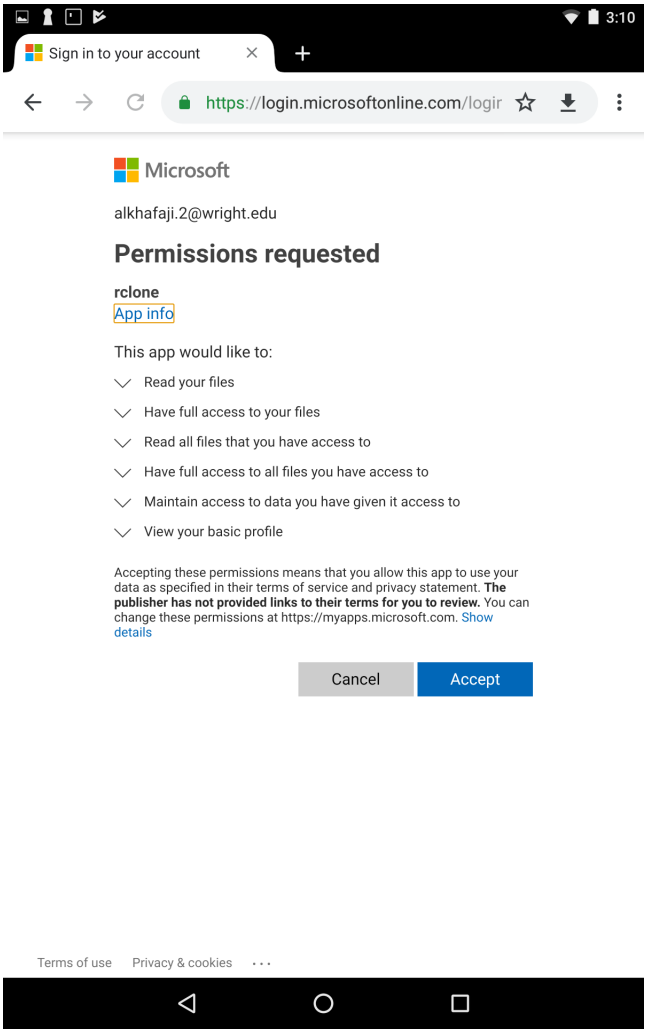 3:10
Sign in to your account
https://login.microsoftonline.com/logir
Microsoft
alkhafaji.2@wright.edu
Permissions requested
rclone
App info
This app would like to:
Read your files
Have full access to your files
Read all files that you have access to
Have full access to all files you have access to
Maintain access to data you have given it access to
View your basic profile
Accepting these permissions means that you allow this app to use your
data as specified in their terms of service and privacy statement. The
publisher has not provided links to their terms for you to review. You can
change these permissions at https://myapps.microsoft.com. Show
details
Cancel Accept
Terms of use Privacy & cookies ...